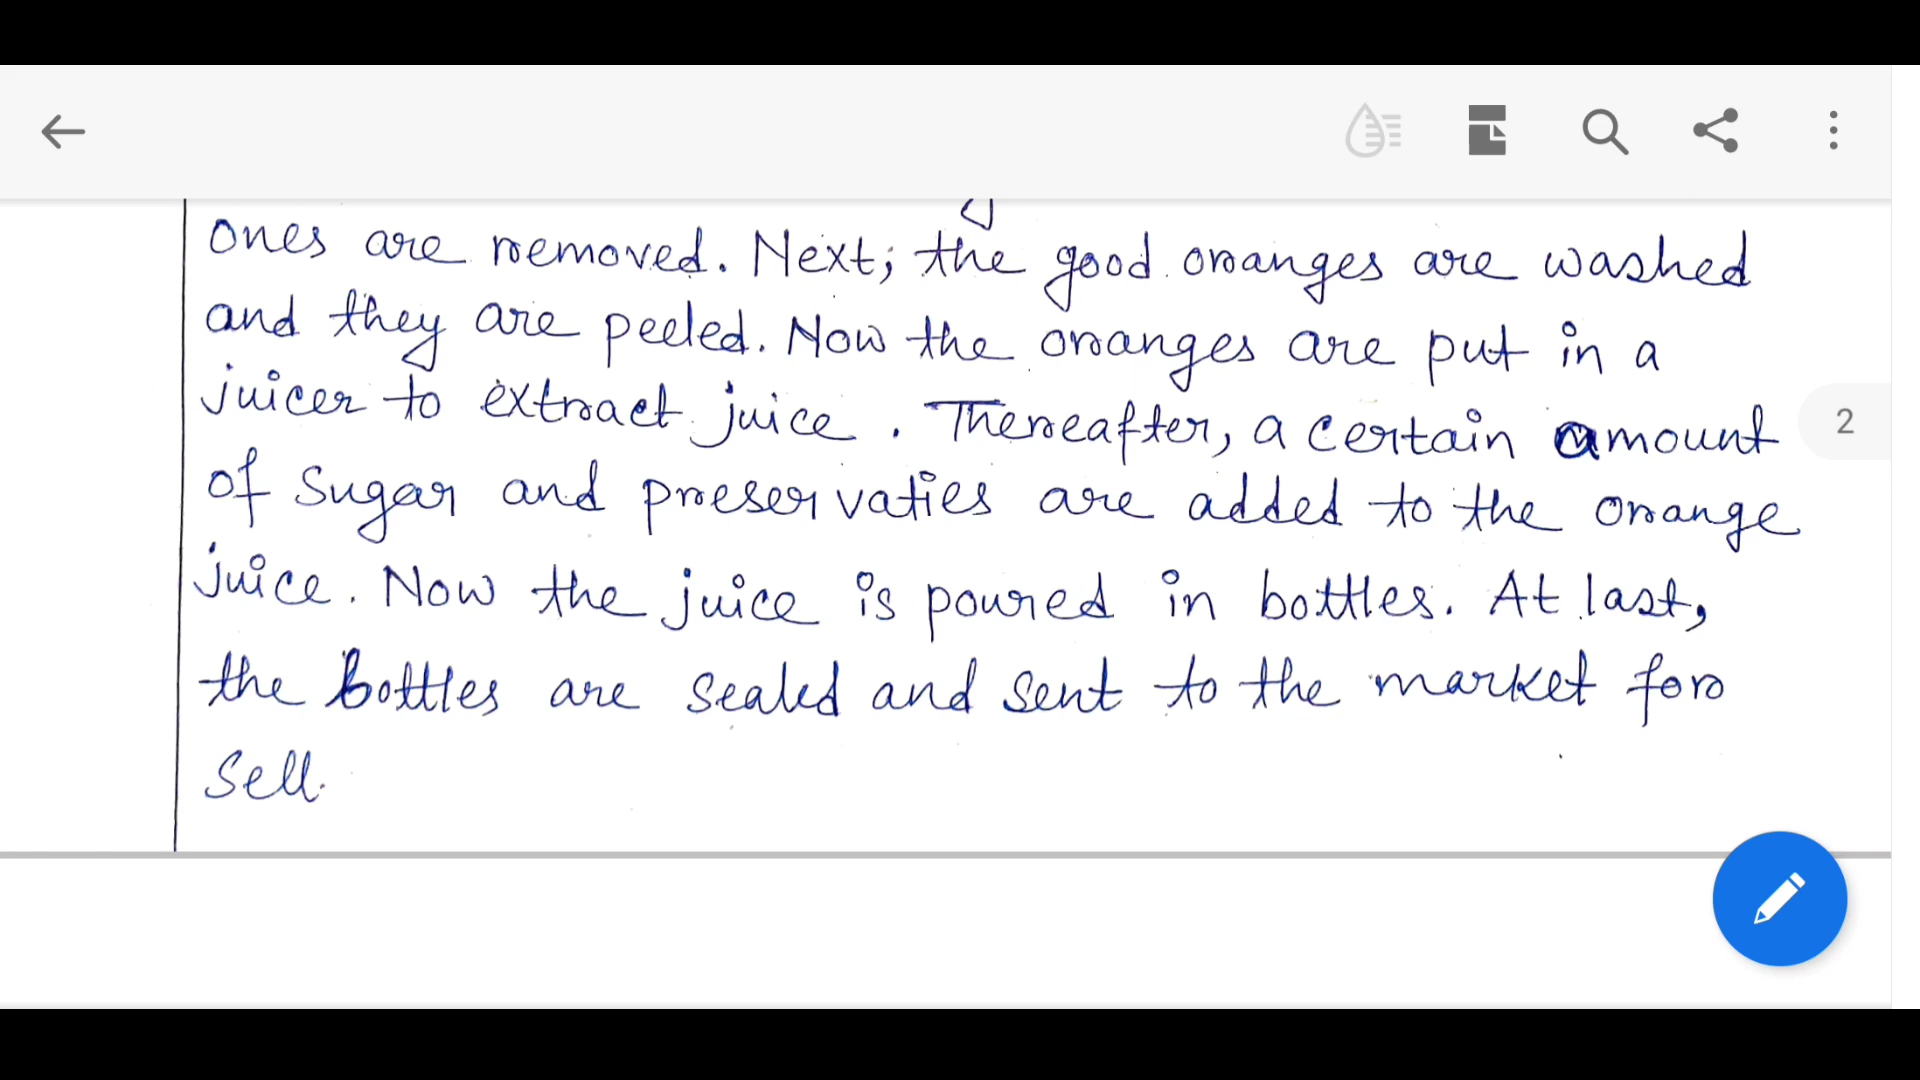 ones are removed. Next; the good oranges are washed
and they are peeled. Now the oranges are put in a
juicer to extract juice. Thereafter, a certain amount
2
of sugar and preservaties are added to the orange
juice. Now the juice is poured in bottles. At last,
the bottles are sealed and sent to the market for
sell.